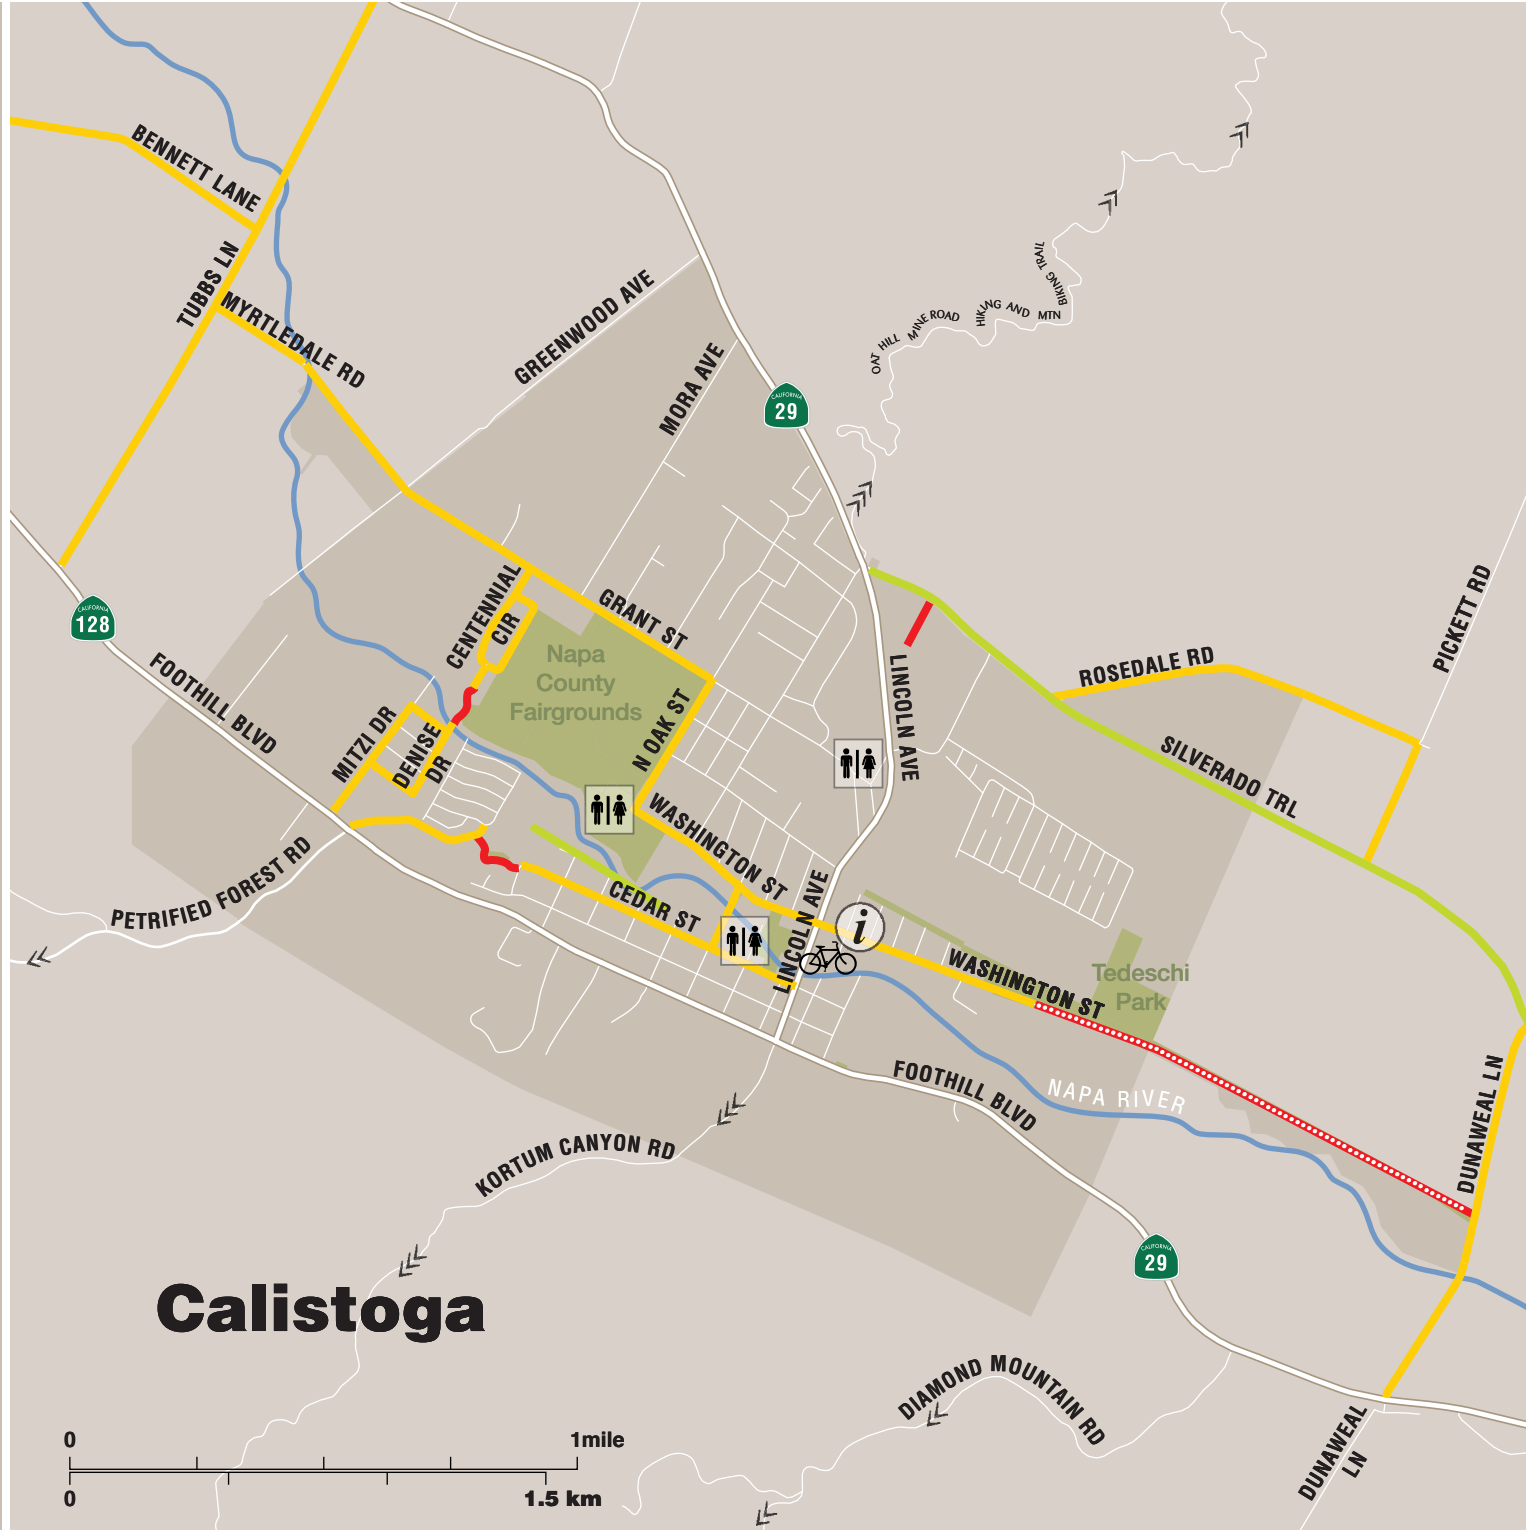 BENNETT LANE
TUBBS LN
MYRTLEDALE RD
GREENWOOD AVE
MORA AVE
CALIFORNIA
29
OAT HILL MINE ROAD HIKING AND MTN BIKING TRAIL
CALIFORNIA
128
FOOTHILL BLVD
CENTENNIAL
CIR
GRANT ST
Napa
County
Fairgrounds
N OAK ST
MITZI DR
DENISE
DR
LINCOLN AVE
ROSEDALE RD
PICKETT RD
SILVERADO TRL
PETRIFIED FOREST RD
WASHINGTON ST
CEDAR ST
LINCOLN AVE
i
WASHINGTON ST
Tedeschi
Park
FOOTHILL BLVD
NAPA RIVER
DUNAWEAL LN
KORTUM CANYON RD
CALIFORNIA
29
Calistoga
DIAMOND MOUNTAIN RD
DUNAWEAL
LN
0
1mile
0
1.5 km